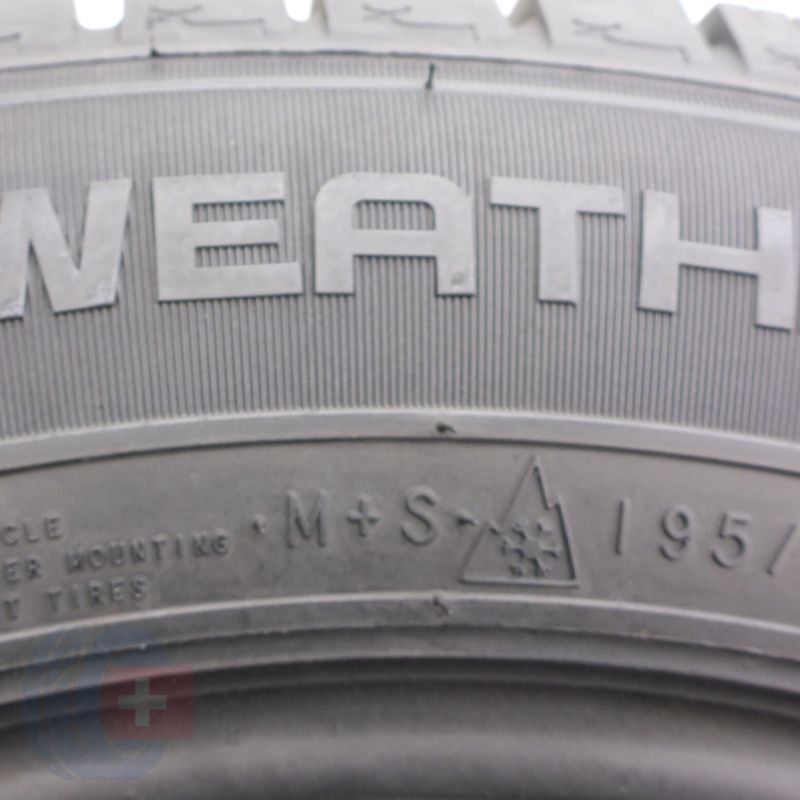 WEATH
·M+S· 195/
CLE
ER MOUNTING
T TIRES